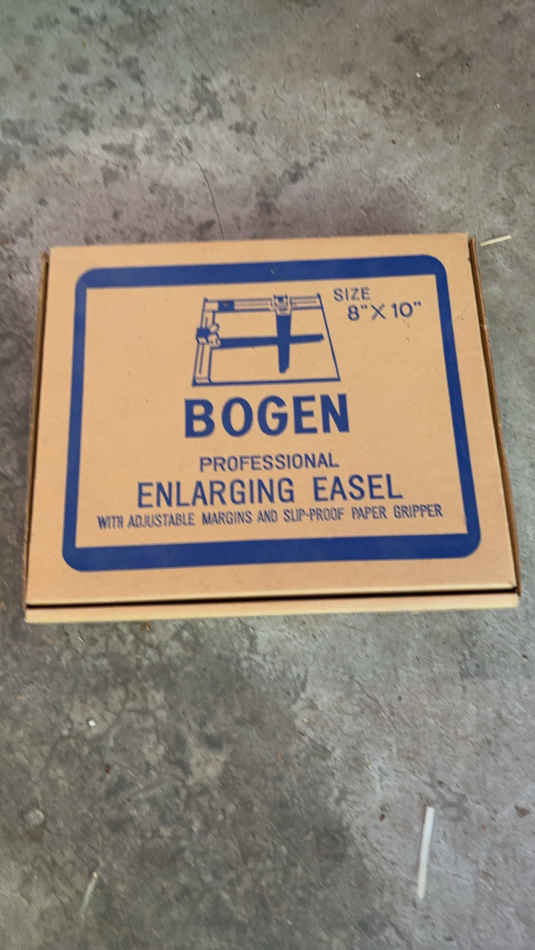 SIZE
8" X 10"
BOGEN
PROFESSIONAL
ENLARGING EASEL
WITH ADJUSTABLE MARGINS AND SLIP-PROOF PAPER GRIPPER